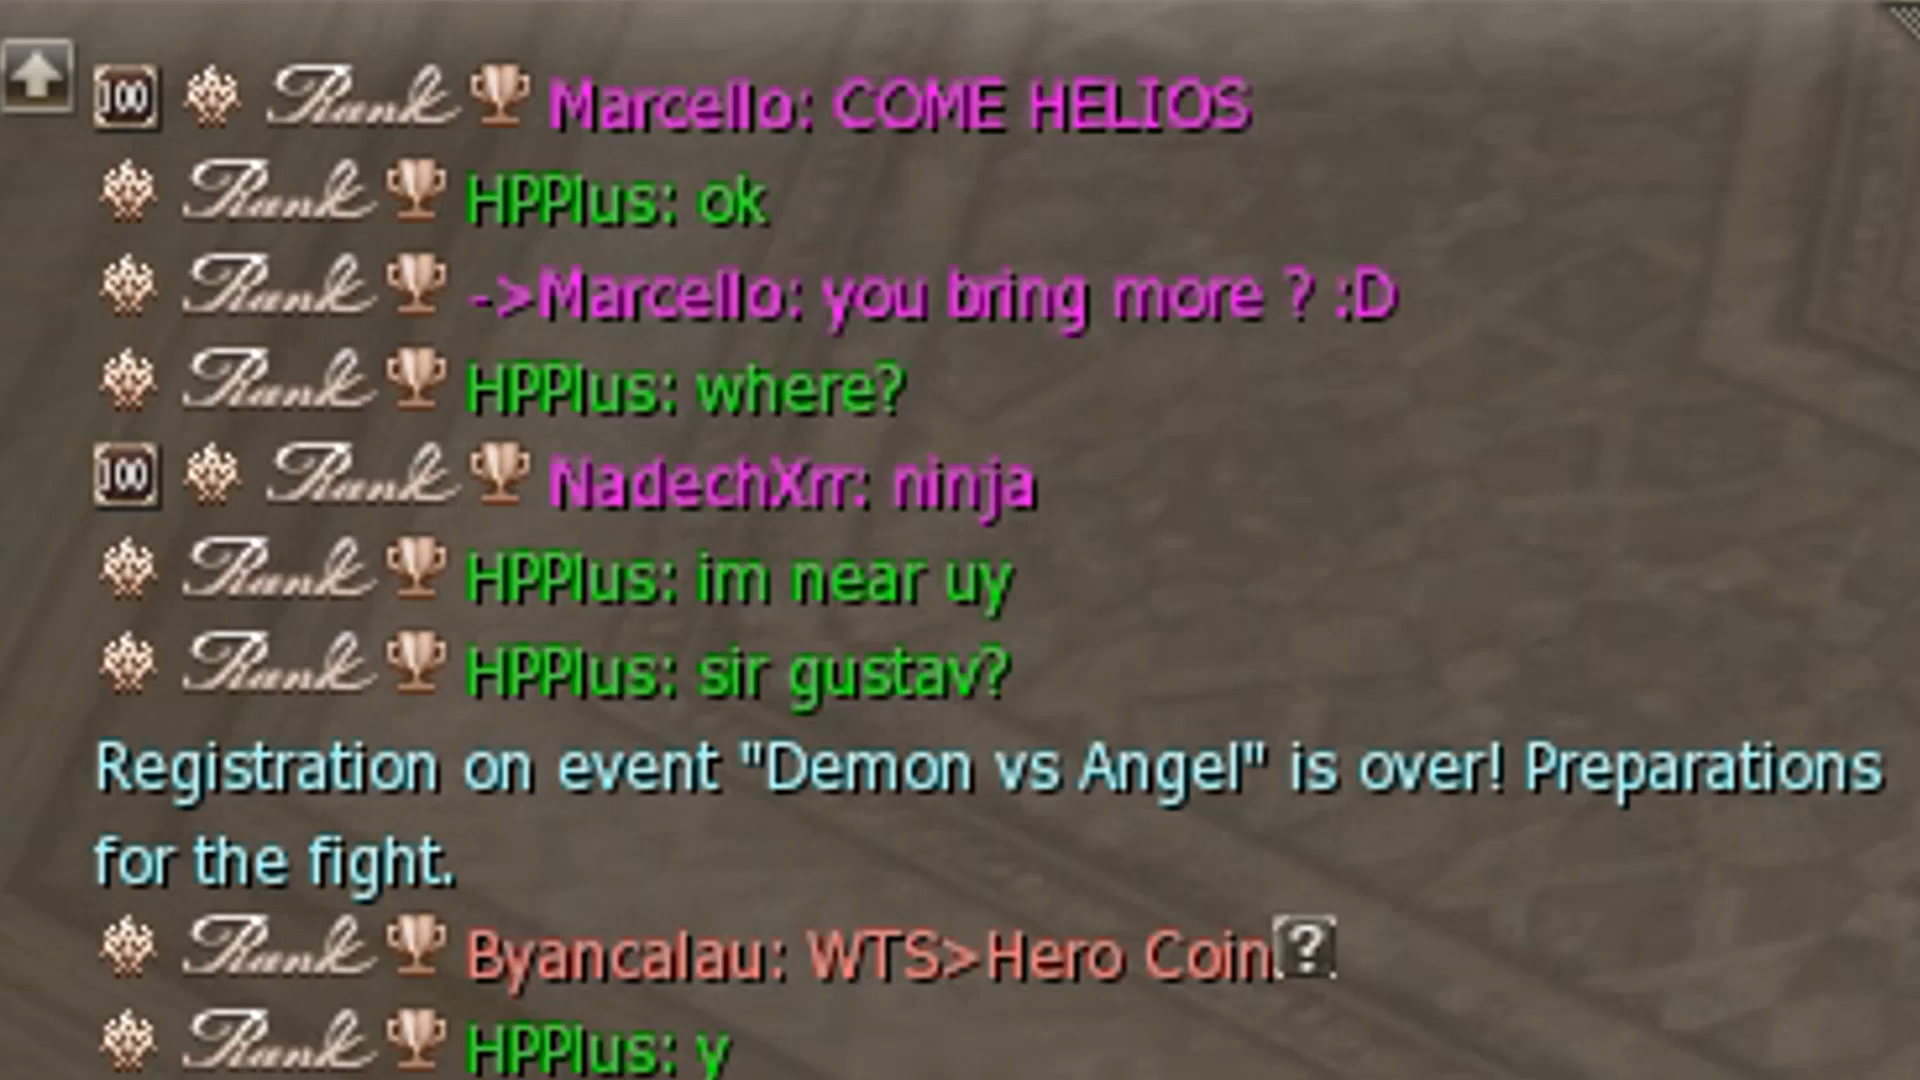 100 Rank Marcello: COME HELIOS
Rank HPPlus: ok
Rank ->Marcello: you bring more ? :D
Rank HPPlus: where?
100 Rank NadechXrr: ninja
Rank HPPlus: im near uy
Rank HPPlus: sir gustav?
Registration on event "Demon vs Angel" is over! Preparations
for the fight.
Rank Byancalau: WTS>Hero Coin?
Rank HPPlus: y